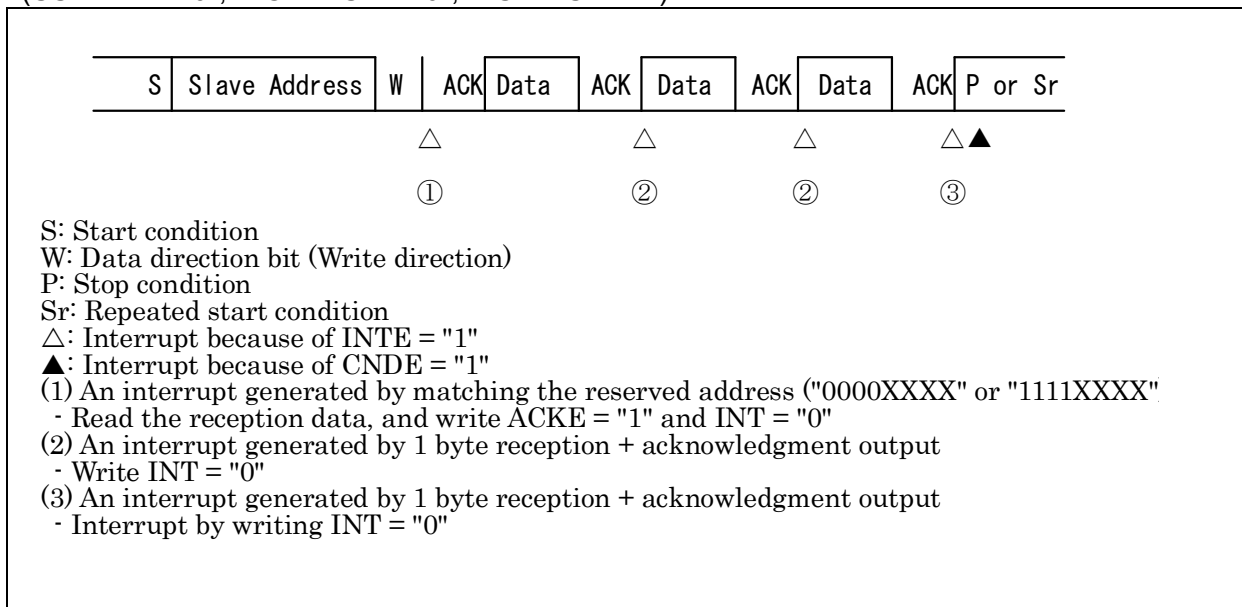 S Slave Address W ACK Data ACK Data ACK Data ACK P or Sr
△ △ △ △▲
① ② ② ③
S: Start condition
W: Data direction bit (Write direction)
P: Stop condition
Sr: Repeated start condition
△: Interrupt because of INTE = "1"
▲: Interrupt because of CNDE = "1"
(1) An interrupt generated by matching the reserved address ("0000XXXX" or "1111XXXX"
- Read the reception data, and write ACKE = "1" and INT = "0"
(2) An interrupt generated by 1 byte reception + acknowledgment output
- Write INT = "0"
(3) An interrupt generated by 1 byte reception + acknowledgment output
- Interrupt by writing INT = "0"